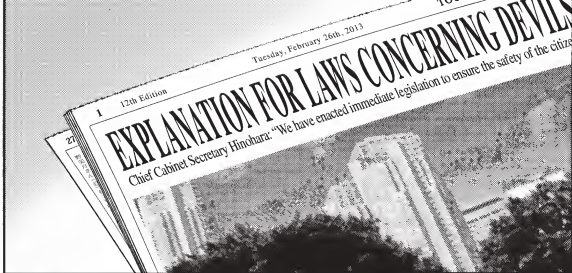 Tuesday, February 26th, 2013
1 12th Edition
EXPLANATION FOR LAWS CONCERNING DEVILS
Chief Cabinet Secretary Hinohara: "We have enacted immediate legislation to ensure the safety of the
27